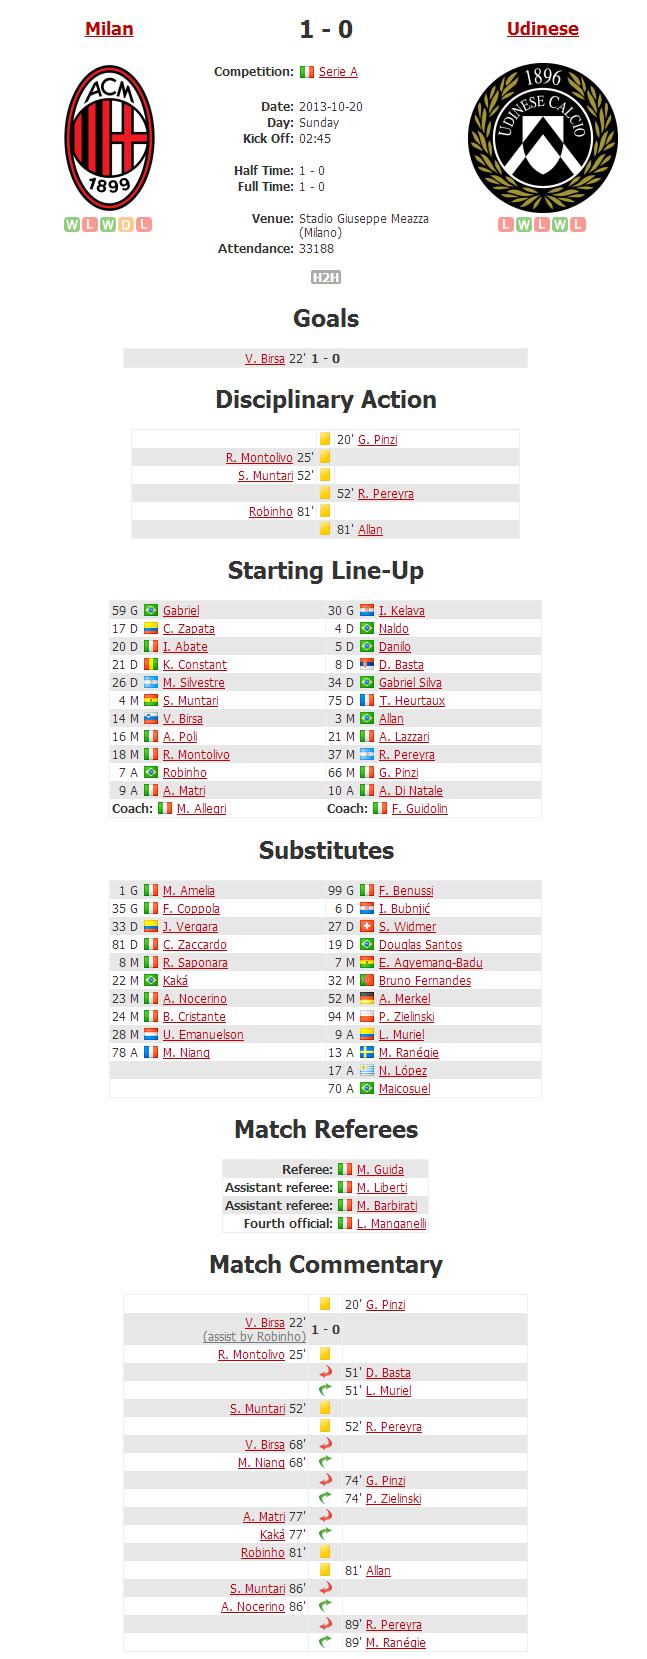 Milan 1 - 0 Udinese
ACM
1899
1896
UDINESE CALCIO
Competition: Serie A
Date: 2013-10-20
Day: Sunday
Kick Off: 02:45
Half Time: 1 - 0
Full Time: 1 - 0
Venue: Stadio Giuseppe Meazza
(Milano)
Attendance: 33188
W L W D L
L W L W L
H2H
Goals
V. Birsa 22' 1 - 0
Disciplinary Action
20' G. Pinzi
R. Montolivo 25'
S. Muntari 52'
52' R. Pereyra
Robinho 81'
81' Allan
Starting Line-Up
59 G Gabriel 30 G I. Kelava
17 D C. Zapata 4 D Naldo
20 D I. Abate 5 D Danilo
21 D K. Constant 8 D D. Basta
26 D M. Silvestre 34 D Gabriel Silva
4 M S. Muntari 75 D T. Heurtaux
14 M V. Birsa 3 M Allan
16 M A. Poli 21 M A. Lazzari
18 M R. Montolivo 37 M R. Pereyra
7 A Robinho 66 M G. Pinzi
9 A A. Matri 10 A A. Di Natale
Coach: M. Allegri Coach: F. Guidolin
Substitutes
1 G M. Amelia 99 G F. Benussi
35 G F. Coppola 6 D I. Bubnjić
33 D J. Vergara 27 D S. Widmer
81 D C. Zaccardo 19 D Douglas Santos
8 M R. Saponara 7 M E. Agyemang-Badu
22 M Kaká 32 M Bruno Fernandes
23 M A. Nocerino 52 M A. Merkel
24 M B. Cristante 94 M P. Zielinski
28 M U. Emanuelson 9 A L. Muriel
78 A M. Niang 13 A M. Ranégie
17 A N. López
70 A Maicosuel
Match Referees
Referee: M. Guida
Assistant referee: M. Liberti
Assistant referee: M. Barbirati
Fourth official: L. Manganelli
Match Commentary
20' G. Pinzi
V. Birsa 22' 1 - 0
(assist by Robinho)
R. Montolivo 25'
51' D. Basta
51' L. Muriel
S. Muntari 52'
52' R. Pereyra
V. Birsa 68'
M. Niang 68'
74' G. Pinzi
74' P. Zielinski
A. Matri 77'
Kaká 77'
Robinho 81'
81' Allan
S. Muntari 86'
A. Nocerino 86'
89' R. Pereyra
89' M. Ranégie